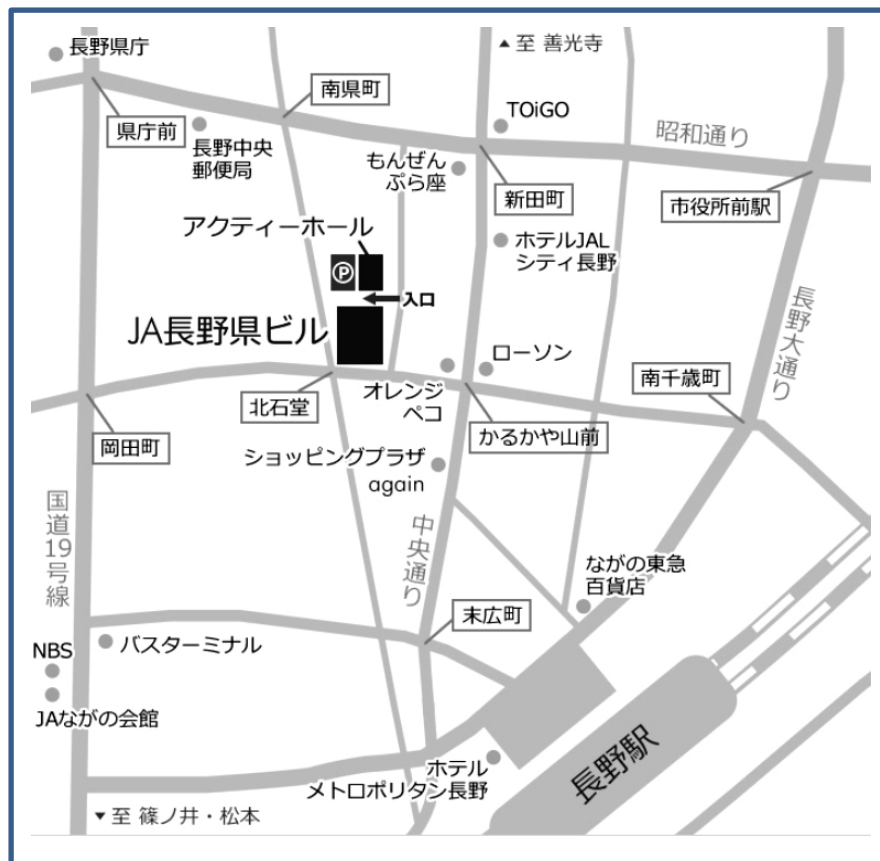 長野県庁
▲至 善光寺
南県町
TOiGO
県庁前
長野中央
郵便局
昭和通り
もんぜん
ぷら座
新田町
市役所前駅
アクティーホール
ホテルJAL
シティ長野
P
入口
長野大通り
JA長野県ビル
ローソン
オレンジ
ペコ
南千歳町
北石堂
かるかや山前
岡田町
ショッピングプラザ
again
国道19号線
中央通り
ながの東急
百貨店
末広町
バスターミナル
NBS
JAながの会館
長野駅
ホテル
メトロポリタン長野
▼至 篠ノ井・松本